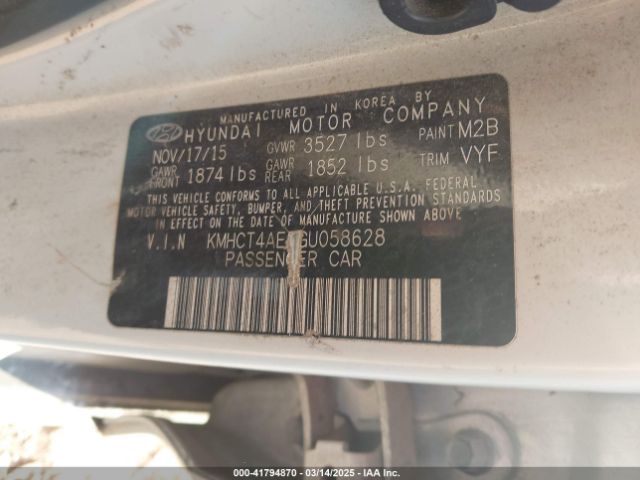 MANUFACTURED IN KOREA BY
HYUNDAI MOTOR COMPANY
NOV/17/15 GVWR 3527 lbs PAINT M2B
GAWR FRONT 1874 lbs GAWR REAR 1852 lbs TRIM VYF
THIS VEHICLE CONFORMS TO ALL APPLICABLE U.S.A. FEDERAL
MOTOR VEHICLE SAFETY, BUMPER, AND THEFT PREVENTION STANDARDS
IN EFFECT ON THE DATE OF MANUFACTURE SHOWN ABOVE
V.I.N KMHCT4AE GU058628
PASSENGER CAR
000-41794870 | 03/14/2025 | IAA Inc.